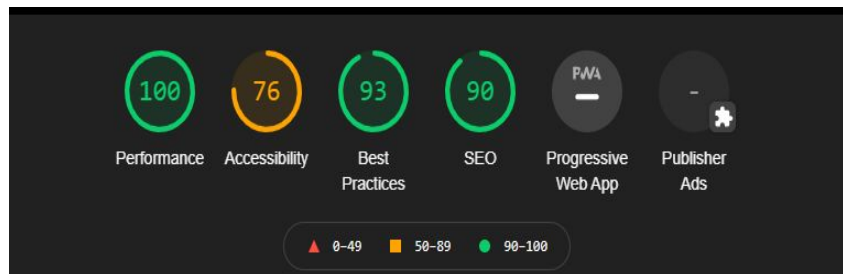 100
76
93
90
PWA
-
Performance
Accessibility
Best
Practices
SEO
Progressive
Web App
Publisher
Ads
0-49
50-89
90-100